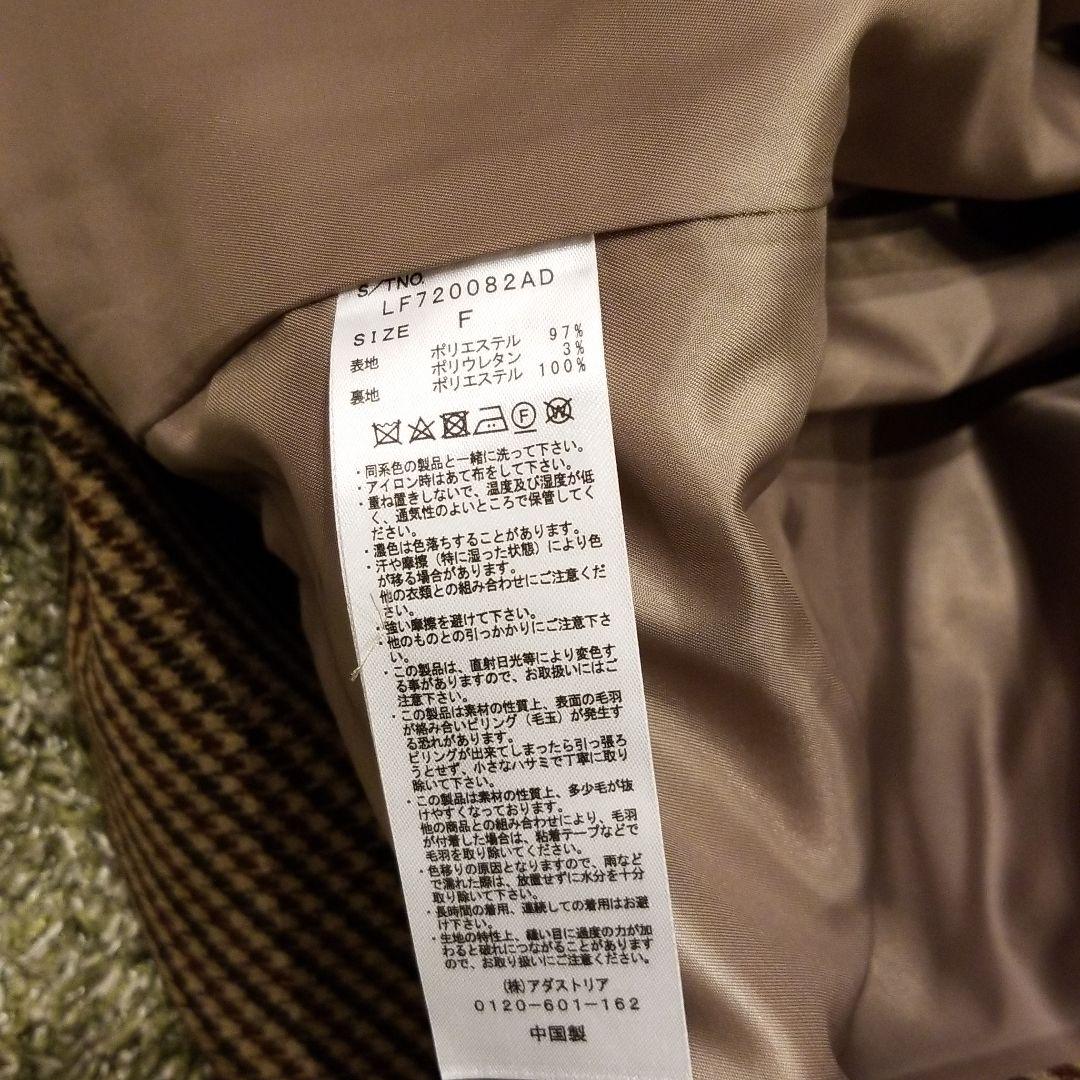 S/TNO.
LF720082AD
SIZE F
表地 ポリエステル 97%
ポリウレタン 3%
裏地 ポリエステル 100%
F W
・同系色の製品と一緒に洗って下さい。
・アイロン時はあて布をして下さい。
・重ね置きしないで、温度及び湿度が低
く、通気性のよいところで保管してく
ださい。
・濃色は色落ちすることがあります。
・汗や摩擦（特に湿った状態）により色
が移る場合があります。
他の衣類との組み合わせにご注意くだ
さい。
・強い摩擦を避けて下さい。
・他のものとの引っかかりにご注意下さ
い。
・この製品は、直射日光等により変色す
る事がありますので、お取扱いにはご
注意下さい。
・この製品は素材の性質上、表面の毛羽
が絡み合いピリング（毛玉）が発生す
る恐れがあります。
ピリングが出来てしまったら引っ張ろ
うとせず、小さなハサミで丁寧に取り
除いて下さい。
・この製品は素材の性質上、多少毛が抜
けやすくなっております。
他の商品との組み合わせにより、毛羽
が付着した場合は、粘着テープなどで
毛羽を取り除いてください。
・色移りの原因となりますので、雨など
で濡れた際は、放置せずに水分を十分
取り除いて下さい。
・長時間の着用、連続しての着用はお避
け下さい。
・生地の特性上、縫い目に過度の力が加
わると破れにつながることがあります
ので、お取り扱いにご注意ください。
（株）アダストリア
0120-601-162
中国製